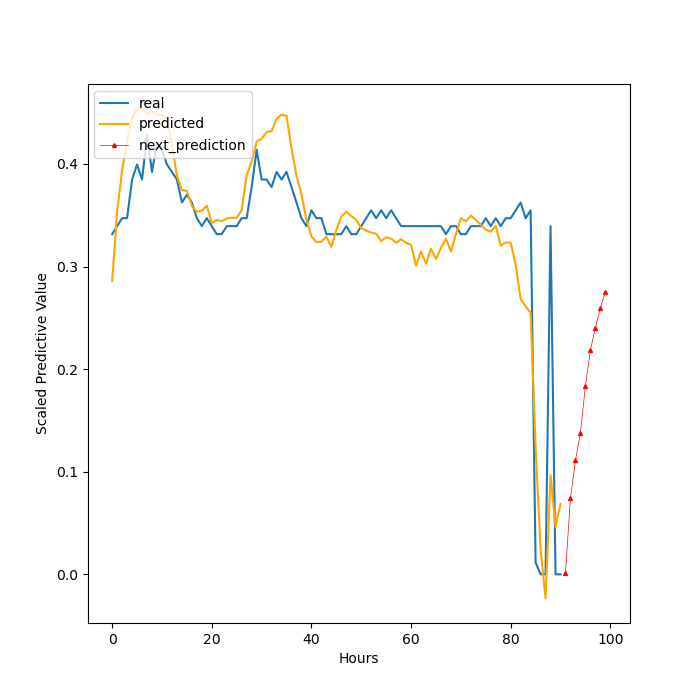 real
predicted
next_prediction
0.4
0.3
0.2
0.1
0.0
Scaled Predictive Value
0 20 40 60 80 100
Hours